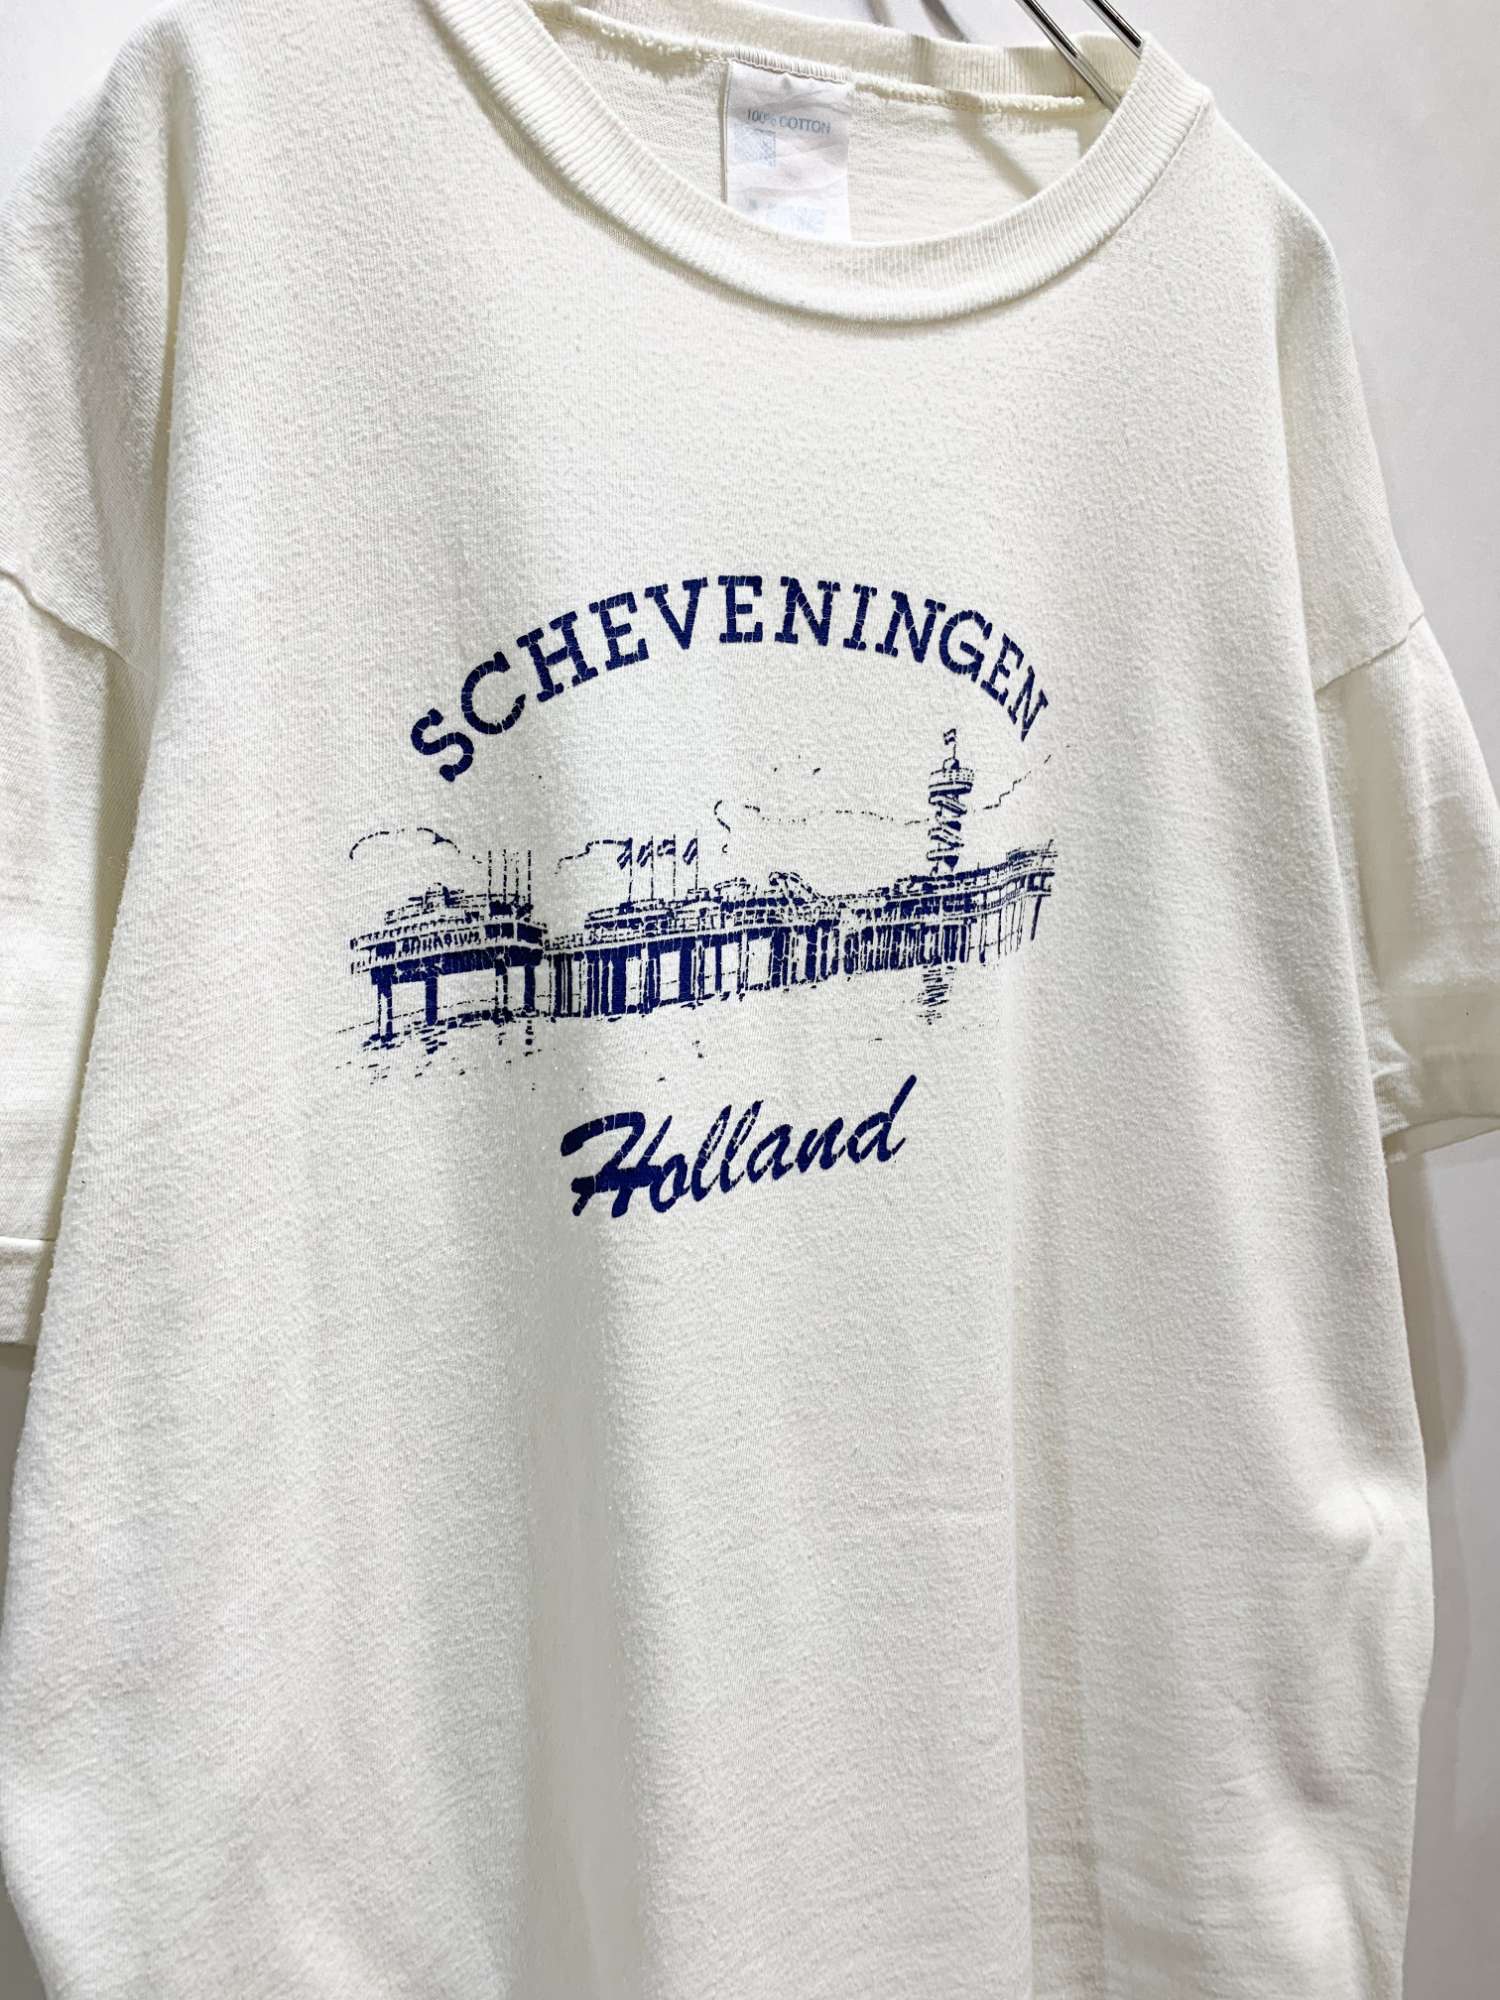 100% COTTON
SCHEVENINGEN
Holland